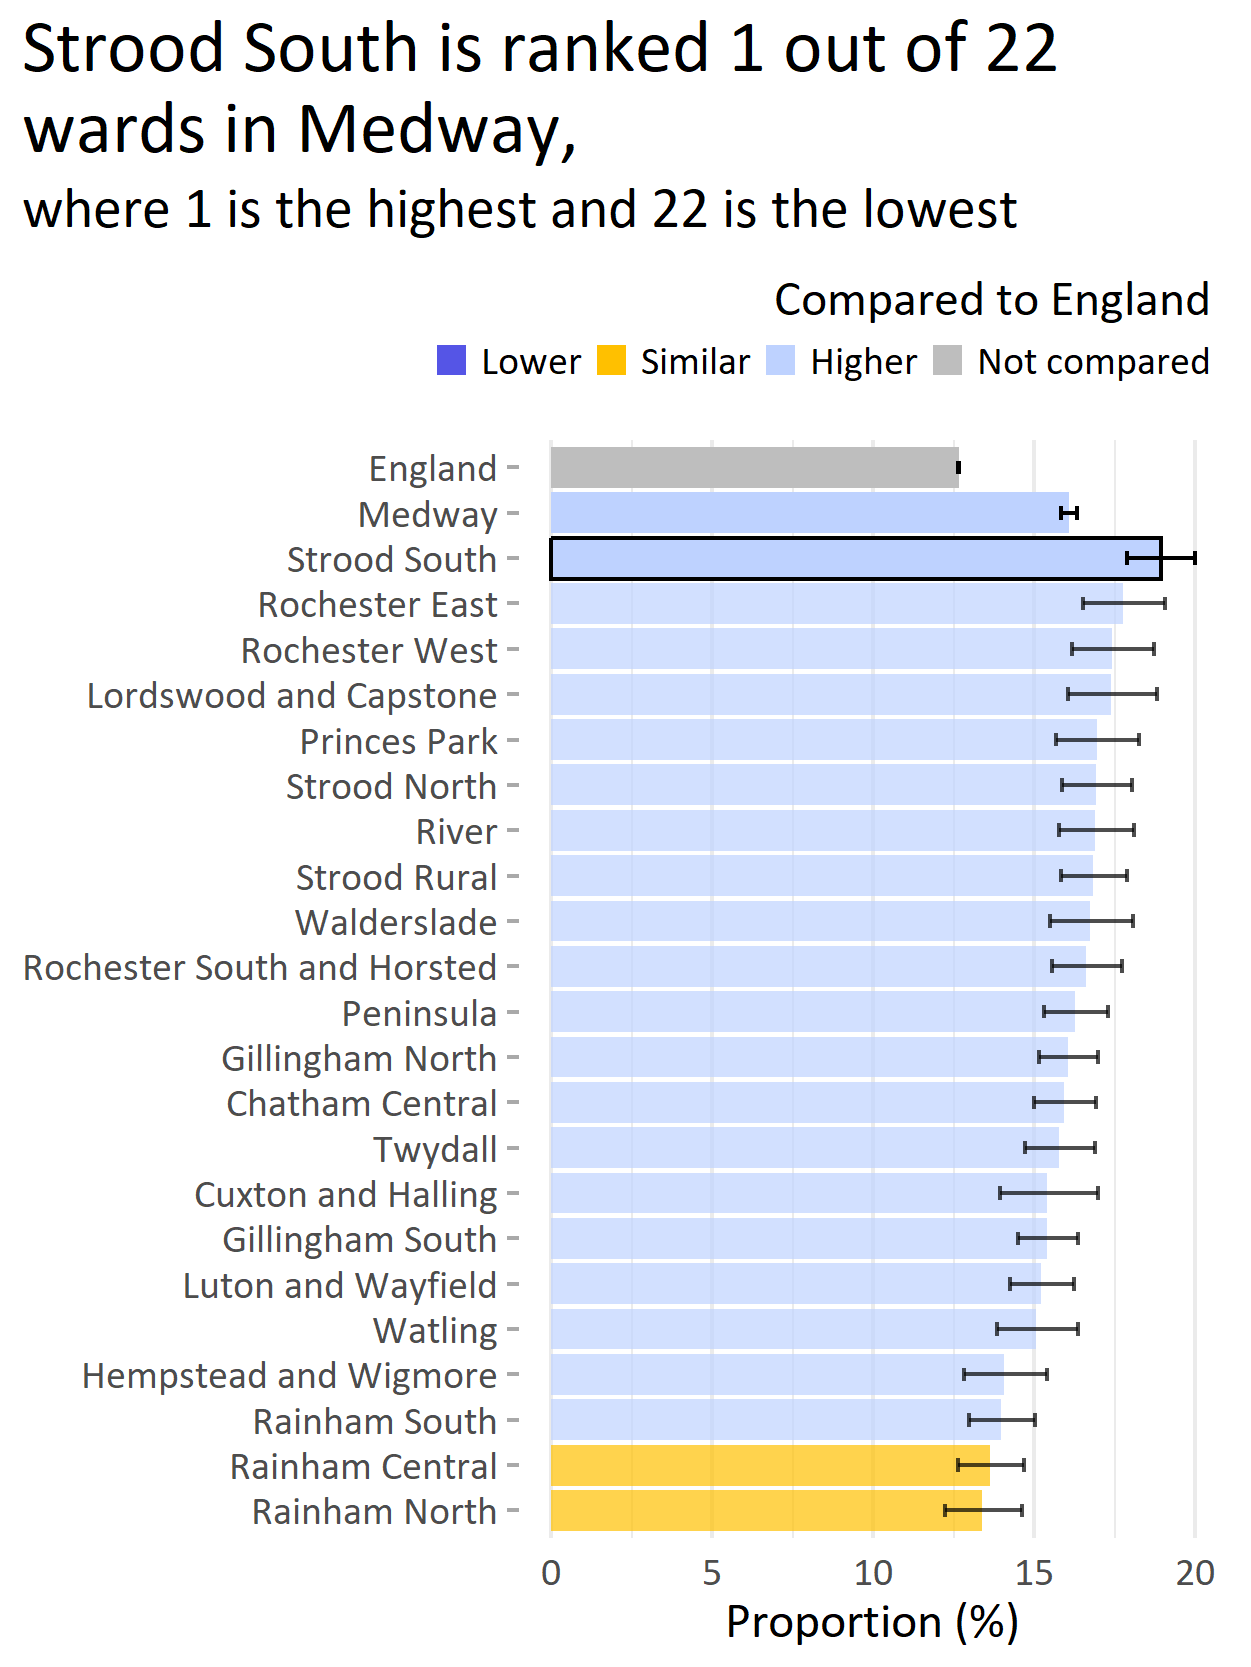 Strood South is ranked 1 out of 22
wards in Medway,
where 1 is the highest and 22 is the lowest
Compared to England
Lower Similar Higher Not compared
England
Medway
Strood South
Rochester East
Rochester West
Lordswood and Capstone
Princes Park
Strood North
River
Strood Rural
Walderslade
Rochester South and Horsted
Peninsula
Gillingham North
Chatham Central
Twydall
Cuxton and Halling
Gillingham South
Luton and Wayfield
Watling
Hempstead and Wigmore
Rainham South
Rainham Central
Rainham North
0 5 10 15 20
Proportion (%)